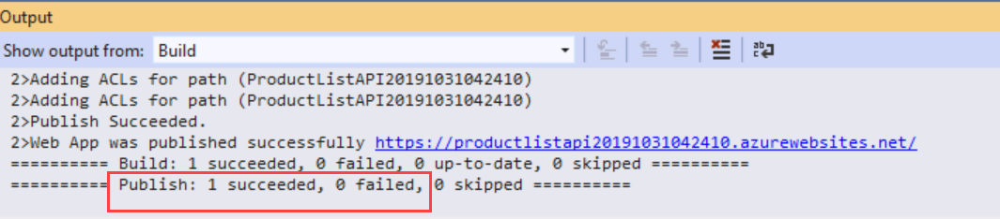 Output
Show output from: Build
2>Adding ACLs for path (ProductListAPI20191031042410)
2>Adding ACLs for path (ProductListAPI20191031042410)
2>Publish Succeeded.
2>Web App was published successfully https://productlistapi20191031042410.azurewebsites.net/
========== Build: 1 succeeded, 0 failed, 0 up-to-date, 0 skipped ==========
========== Publish: 1 succeeded, 0 failed, 0 skipped ==========